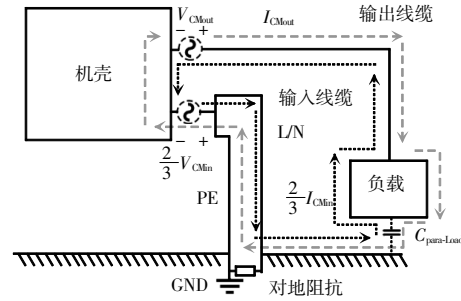 V_CMout
I_CMout
输出线缆
− +
机壳
输入线缆
L/N
− +
2/3 V_CMin
2/3 I_CMin
负载
PE
C_para-Load
GND
对地阻抗